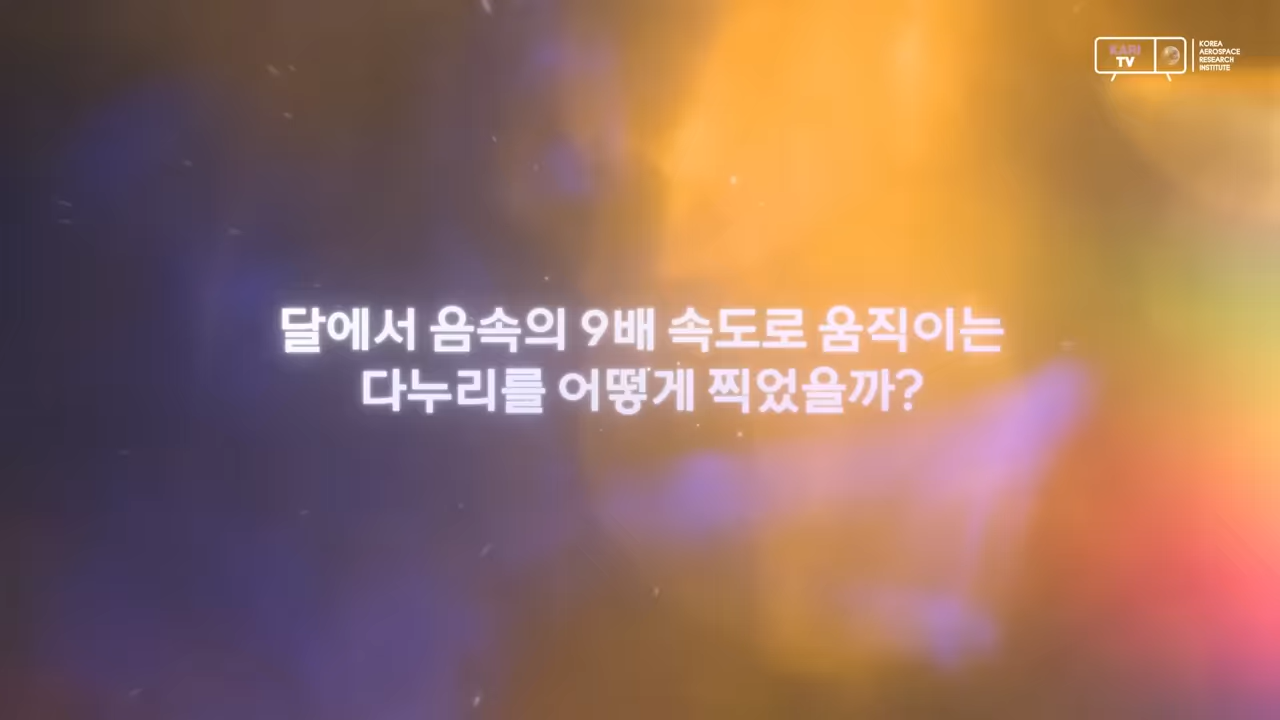 KARI
TV
KOREA
AEROSPACE
RESEARCH
INSTITUTE
달에서 음속의 9배 속도로 움직이는
다누리를 어떻게 찍었을까?